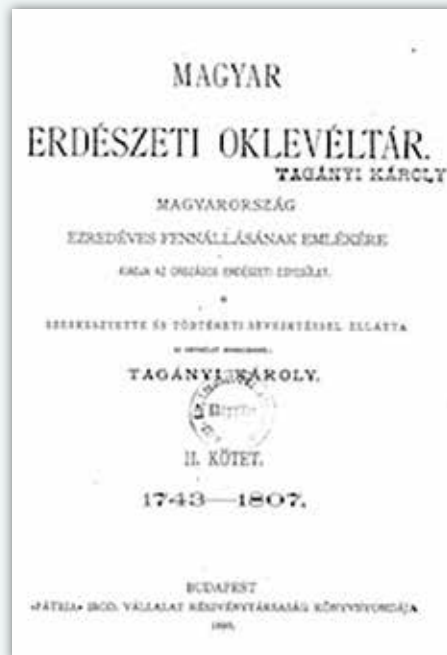 MAGYAR
ERDÉSZETI OKLEVÉLTÁR.
TAGÁNYI KÁROLY
MAGYARORSZÁG
EZREDÉVES FENNÁLLÁSÁNAK EMLÉKÉRE
KIADJA AZ ORSZÁGOS ERDÉSZETI EGYESÜLET.
SZERKESZTETTE ÉS TÖRTÉNETI BEVEZETÉSSEL ELLÁTTA
TAGÁNYI KÁROLY.
II. KÖTET.
1743—1807.
BUDAPEST
«PÁTRIA» IROD. VÁLLALAT RÉSZVÉNYTÁRSASÁG KÖNYVNYOMDÁJA